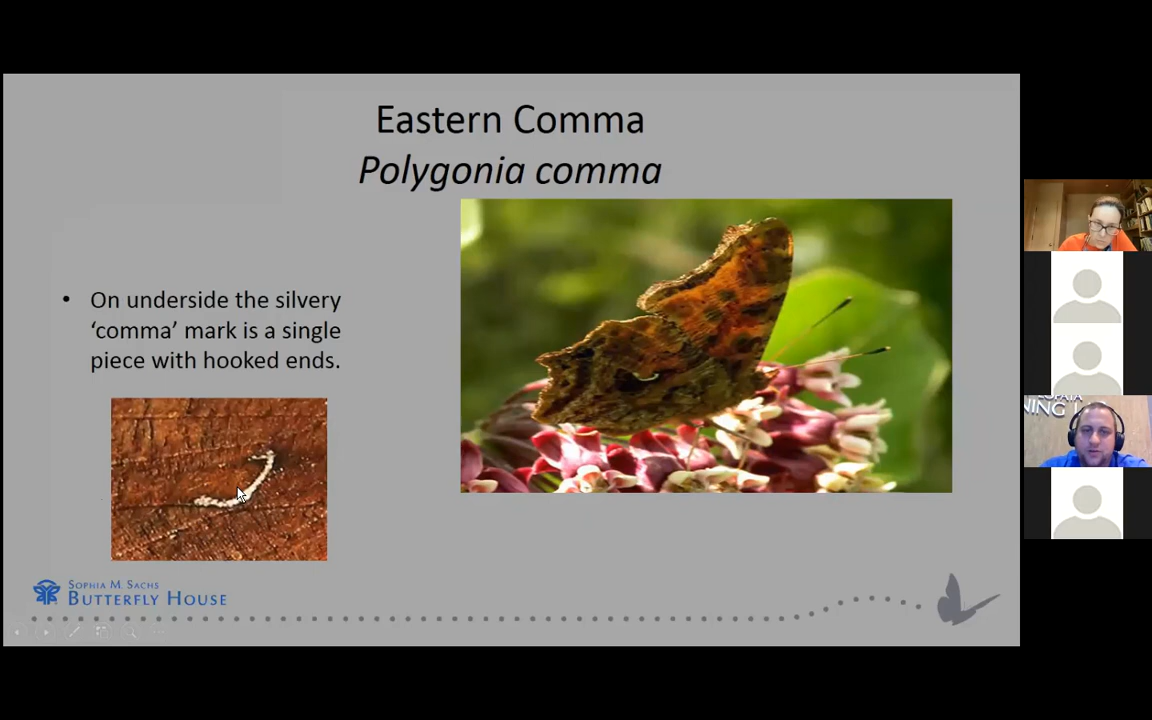 Eastern Comma
Polygonia comma
• On underside the silvery
‘comma’ mark is a single
piece with hooked ends.
SOPHIA M. SACHS
BUTTERFLY HOUSE